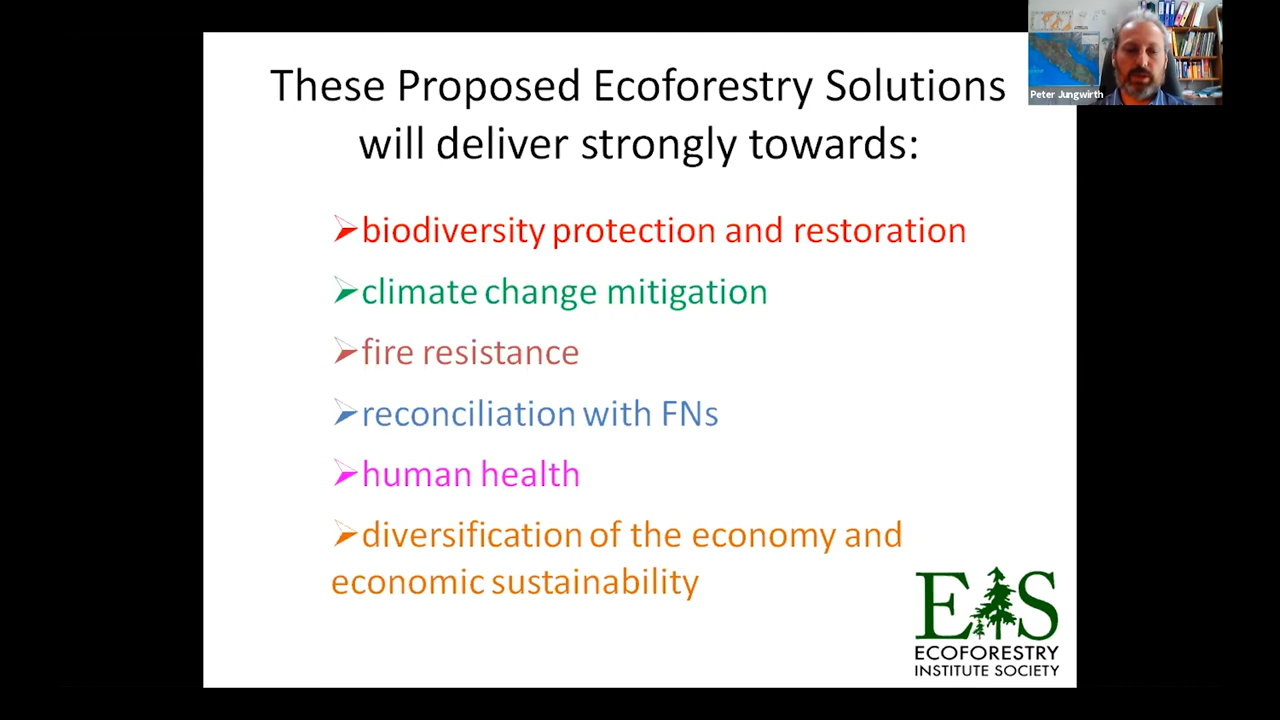 These Proposed Ecoforestry Solutions
will deliver strongly towards:
Peter Jungwirth
biodiversity protection and restoration
climate change mitigation
fire resistance
reconciliation with FNs
human health
diversification of the economy and
economic sustainability
EIS
ECOFORESTRY
INSTITUTE SOCIETY